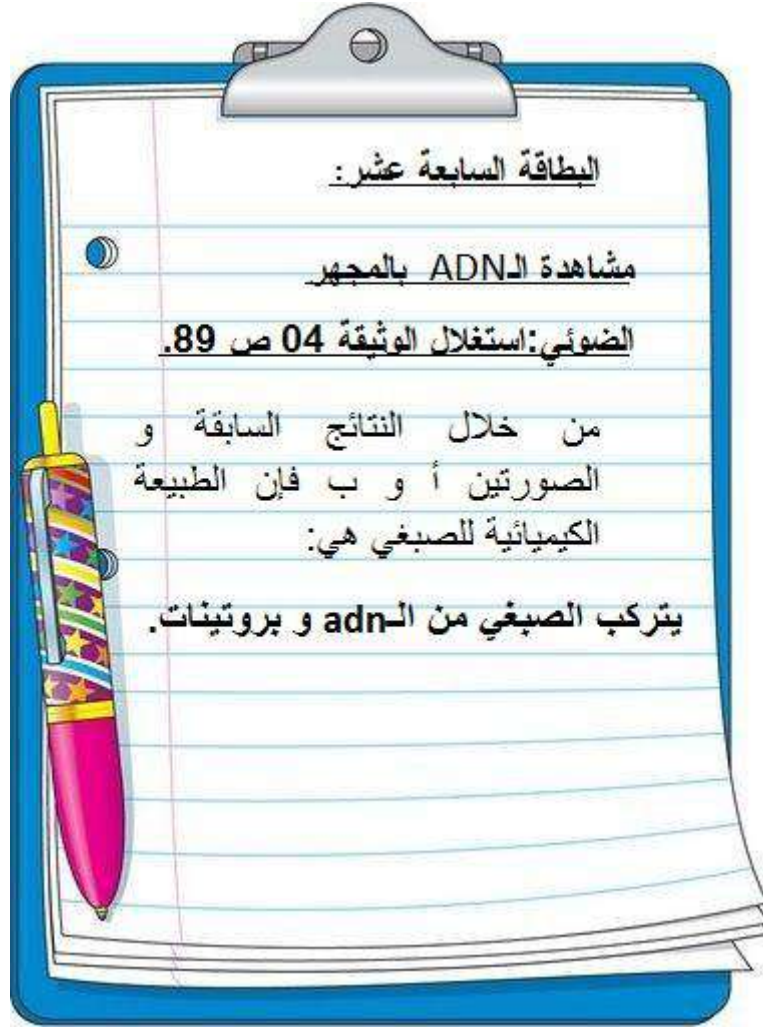 البطاقة السابعة عشر:
مشاهدة الـADN بالمجهر
الضوئي:استغلال الوثيقة 04 ص 89.
من خلال النتائج السابقة و
الصورتين أ و ب فإن الطبيعة
الكيميائية للصبغي هي:
يتركب الصبغي من الـadn و بروتينات.